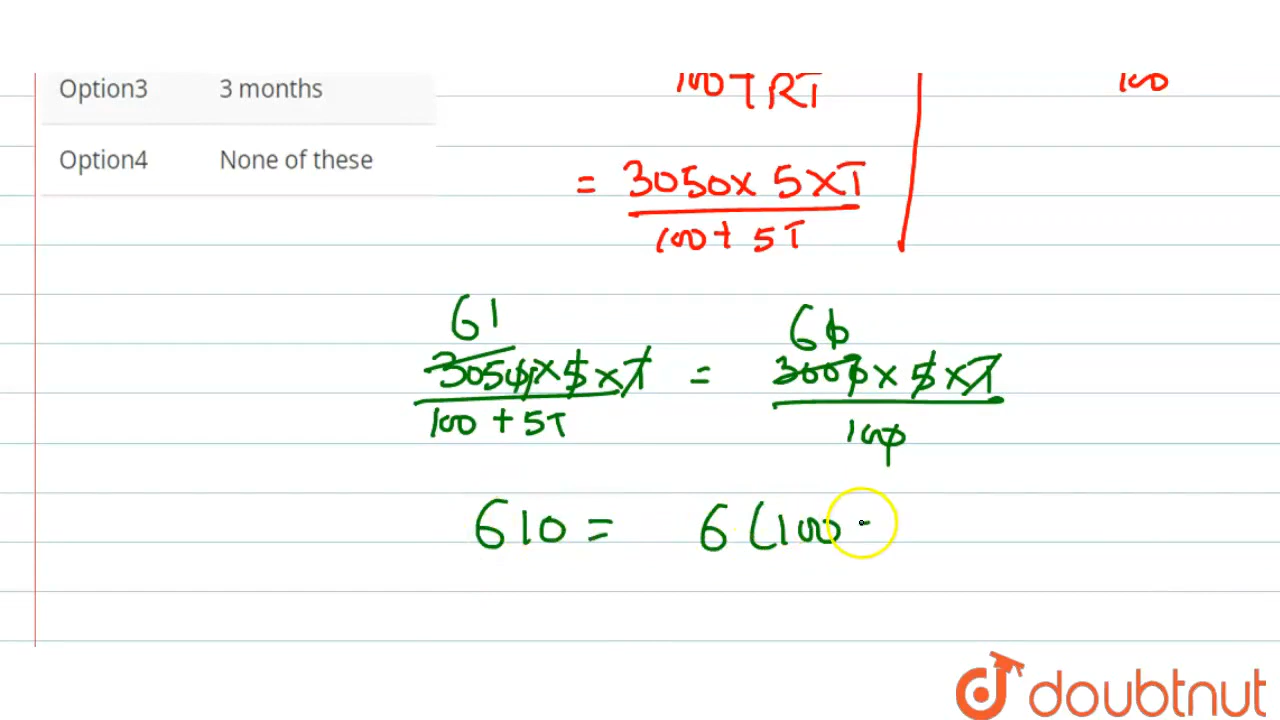 Option3 3 months
100 + RT
100
Option4 None of these
= 3050 x 5 x T
100 + 5T
61
60
3050 x 5 x T = 3000 x 5 x T
100 + 5T
100
610 = 6 (100 -
doubtnut